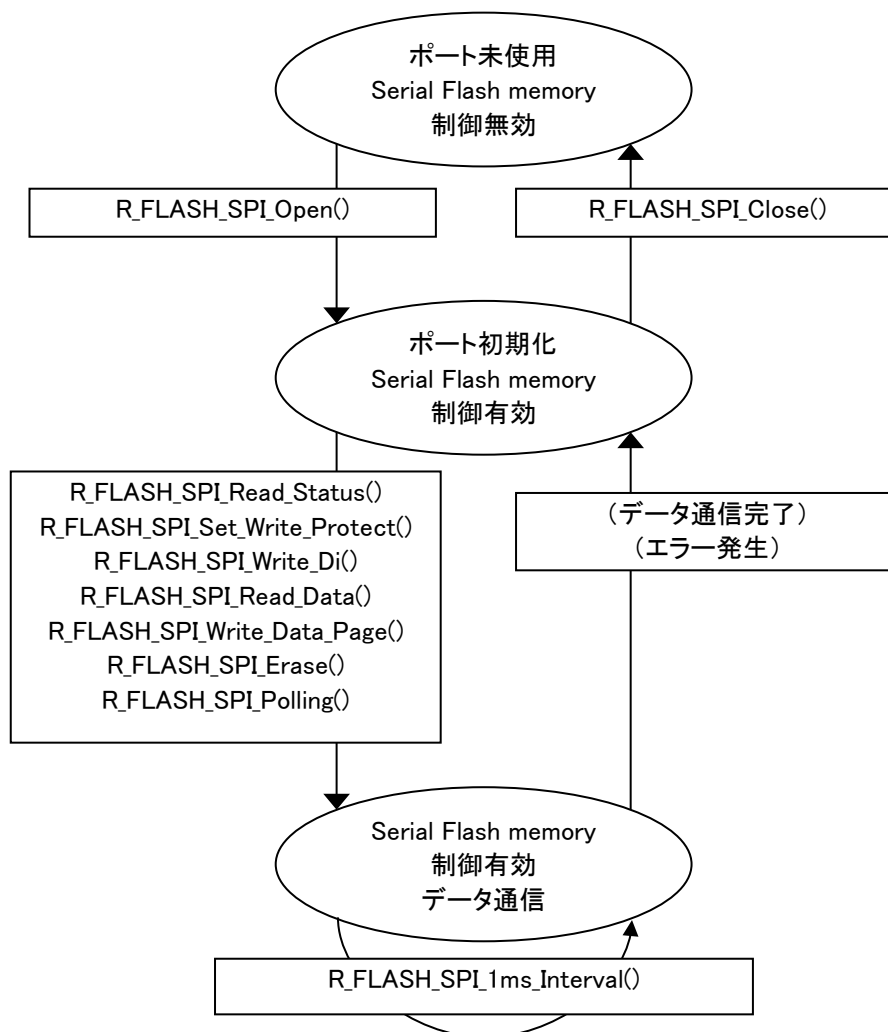 ポート未使用
Serial Flash memory
制御無効
R_FLASH_SPI_Open()
R_FLASH_SPI_Close()
ポート初期化
Serial Flash memory
制御有効
R_FLASH_SPI_Read_Status()
R_FLASH_SPI_Set_Write_Protect()
R_FLASH_SPI_Write_Di()
R_FLASH_SPI_Read_Data()
R_FLASH_SPI_Write_Data_Page()
R_FLASH_SPI_Erase()
R_FLASH_SPI_Polling()
（データ通信完了）
（エラー発生）
Serial Flash memory
制御有効
データ通信
R_FLASH_SPI_1ms_Interval()